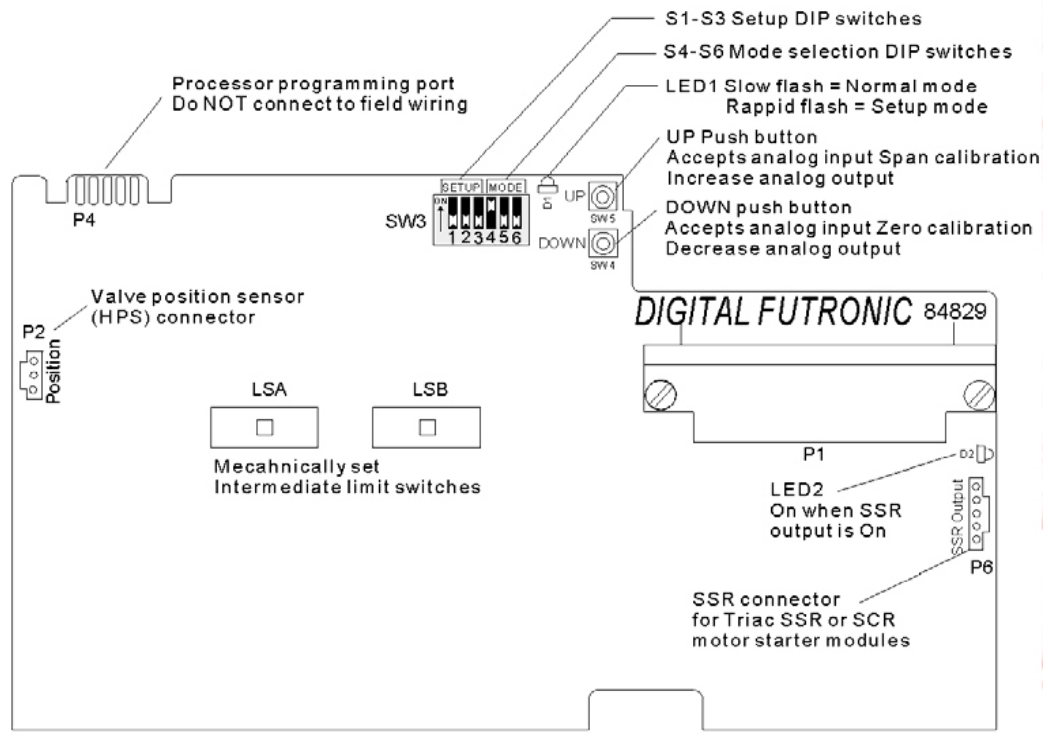 S1-S3 Setup DIP switches
S4-S6 Mode selection DIP switches
LED1 Slow flash = Normal mode
Rappid flash = Setup mode
Processor programming port
Do NOT connect to field wiring
UP Push button
Accepts analog input Span calibration
Increase analog output
DOWN push button
Accepts analog input Zero calibration
Decrease analog output
P4
SW3
SETUP MODE
ON
1 2 3 4 5 6
D1
UP
SW5
DOWN
SW4
Valve position sensor
(HPS) connector
P2
Position
DIGITAL FUTRONIC 84829
LSA
LSB
Mecahnically set
Intermediate limit switches
P1
D2
LED2
On when SSR
output is On
SSR Output
P6
SSR connector
for Triac SSR or SCR
motor starter modules